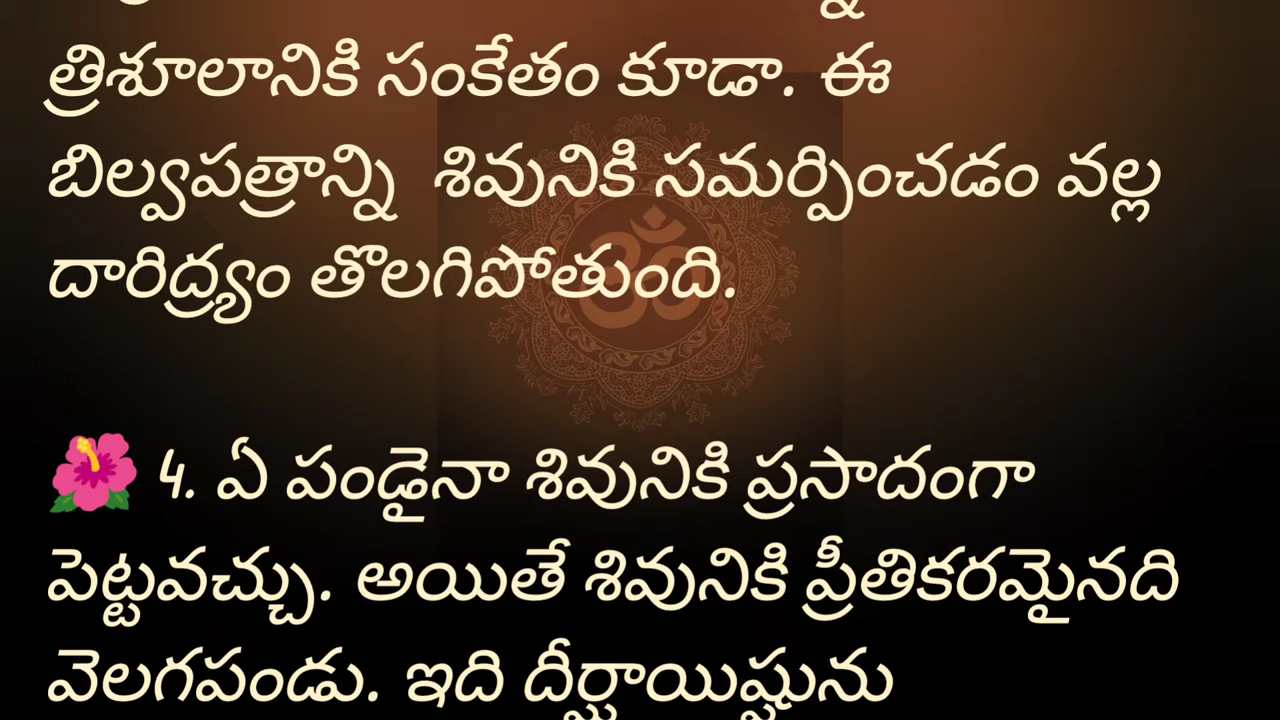 త్రిశూలానికి సంకేతం కూడా. ఈ
బిల్వపత్రాన్ని శివునికి సమర్పించడం వల్ల
దారిద్ర్యం తొలగిపోతుంది.
ॐ
🌺 4. ఏ పండైనా శివునికి ప్రసాదంగా
పెట్టవచ్చు. అయితే శివునికి ప్రీతికరమైనది
వెలగపండు. ఇది దీర్ఘాయిష్షును